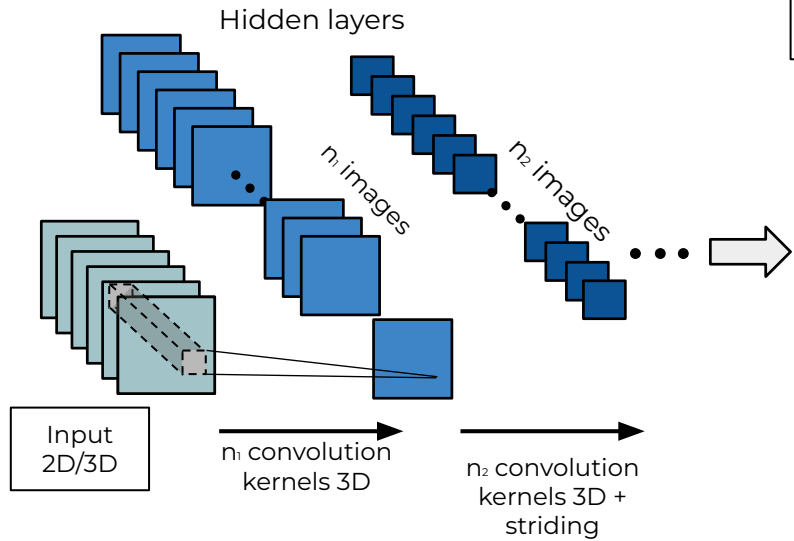 Hidden layers
n₁ images
n₂ images
Input
2D/3D
n₁ convolution
kernels 3D
n₂ convolution
kernels 3D +
striding